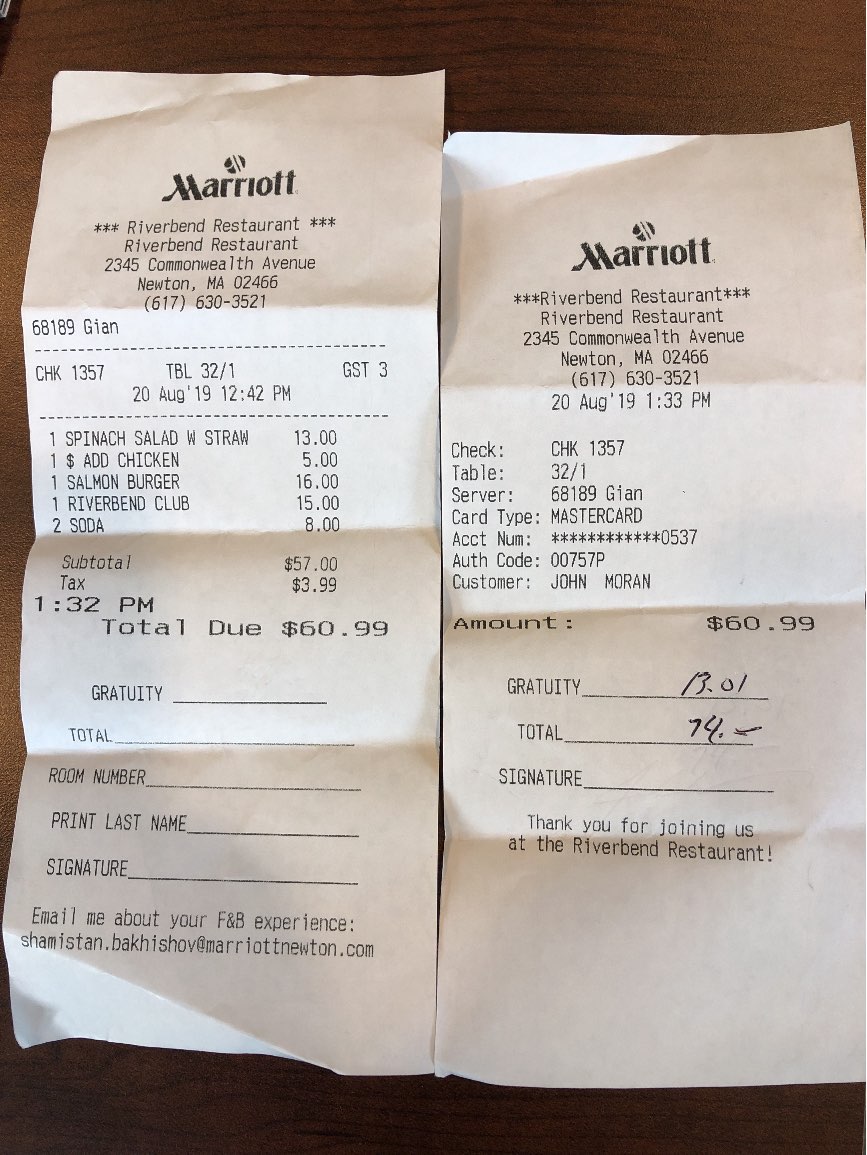 Marriott
*** Riverbend Restaurant ***
Riverbend Restaurant
2345 Commonwealth Avenue
Newton, MA 02466
(617) 630-3521
68189 Gian
CHK 1357 TBL 32/1 GST 3
20 Aug'19 12:42 PM
1 SPINACH SALAD W STRAW 13.00
1 $ ADD CHICKEN 5.00
1 SALMON BURGER 16.00
1 RIVERBEND CLUB 15.00
2 SODA 8.00
Subtotal $57.00
Tax $3.99
1:32 PM
Total Due $60.99
GRATUITY
TOTAL
ROOM NUMBER
PRINT LAST NAME
SIGNATURE
Email me about your F&B experience:
shamistan.bakhishov@marriottnewton.com
Marriott
***Riverbend Restaurant***
Riverbend Restaurant
2345 Commonwealth Avenue
Newton, MA 02466
(617) 630-3521
20 Aug'19 1:33 PM
Check: CHK 1357
Table: 32/1
Server: 68189 Gian
Card Type: MASTERCARD
Acct Num: ************0537
Auth Code: 00757P
Customer: JOHN MORAN
Amount: $60.99
GRATUITY 13.01
TOTAL 74.-
SIGNATURE
Thank you for joining us
at the Riverbend Restaurant!